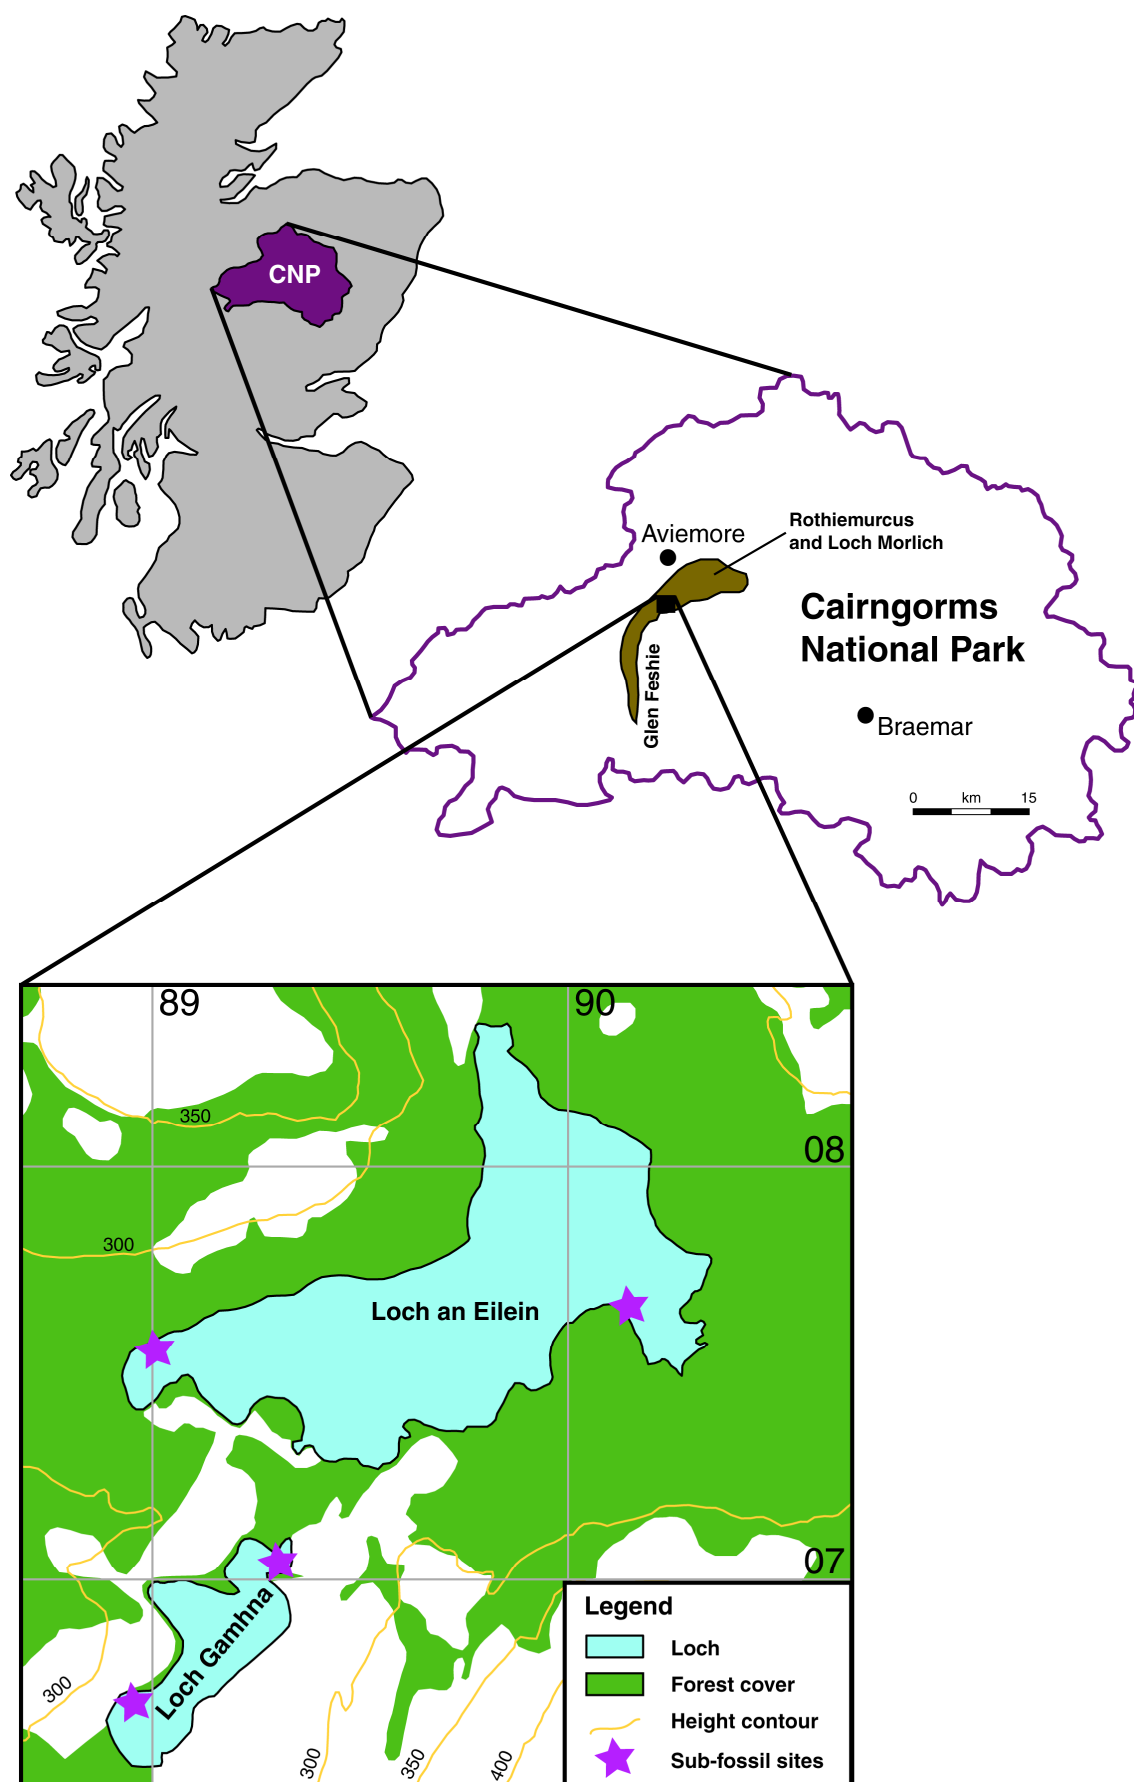 CNP
Aviemore
Rothiemurcus
and Loch Morlich
Cairngorms
National Park
Glen Feshie
Braemar
0 km 15
89 90
350
08
300
Loch an Eilein
07
Loch Gamhna
300
300
350
400
Legend
Loch
Forest cover
Height contour
Sub-fossil sites